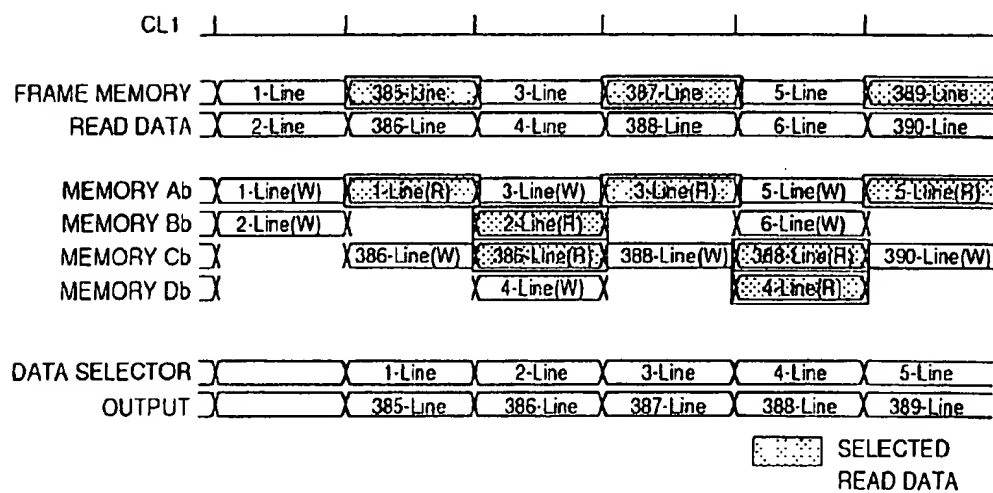 CL1
FRAME MEMORY 1-Line 385-Line 3-Line 387-Line 5-Line 389-Line
READ DATA 2-Line 386-Line 4-Line 388-Line 6-Line 390-Line
MEMORY Ab 1-Line(W) 1-Line(R) 3-Line(W) 3-Line(R) 5-Line(W) 5-Line(R)
MEMORY Bb 2-Line(W) 2-Line(R) 6-Line(W)
MEMORY Cb 386-Line(W) 386-Line(R) 388-Line(W) 388-Line(R) 390-Line(W)
MEMORY Db 4-Line(W) 4-Line(R)
DATA SELECTOR 1-Line 2-Line 3-Line 4-Line 5-Line
OUTPUT 385-Line 386-Line 387-Line 388-Line 389-Line
SELECTED
READ DATA